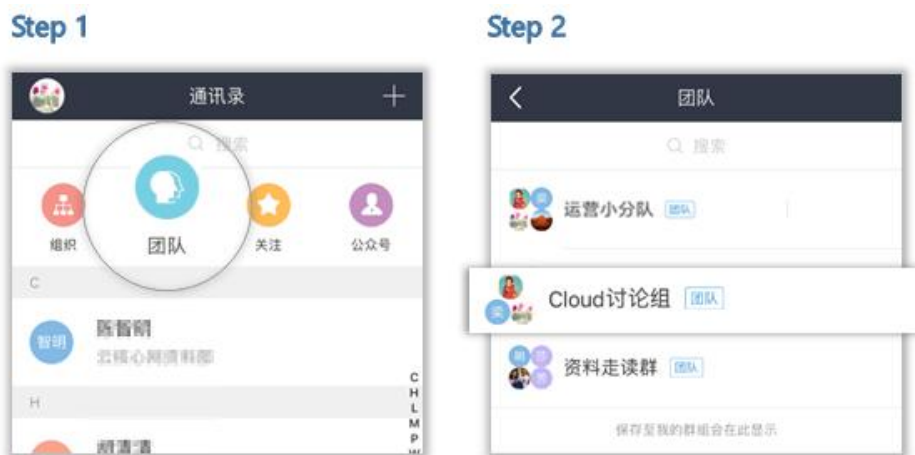 Step 1
Step 2
通讯录
搜索
组织
团队
关注
公众号
C
智明
H
C
H
L
M
P
W
团队
搜索
运营小分队 团队
Cloud讨论组 团队
资料走读群 团队
保存至我的群组会在此显示